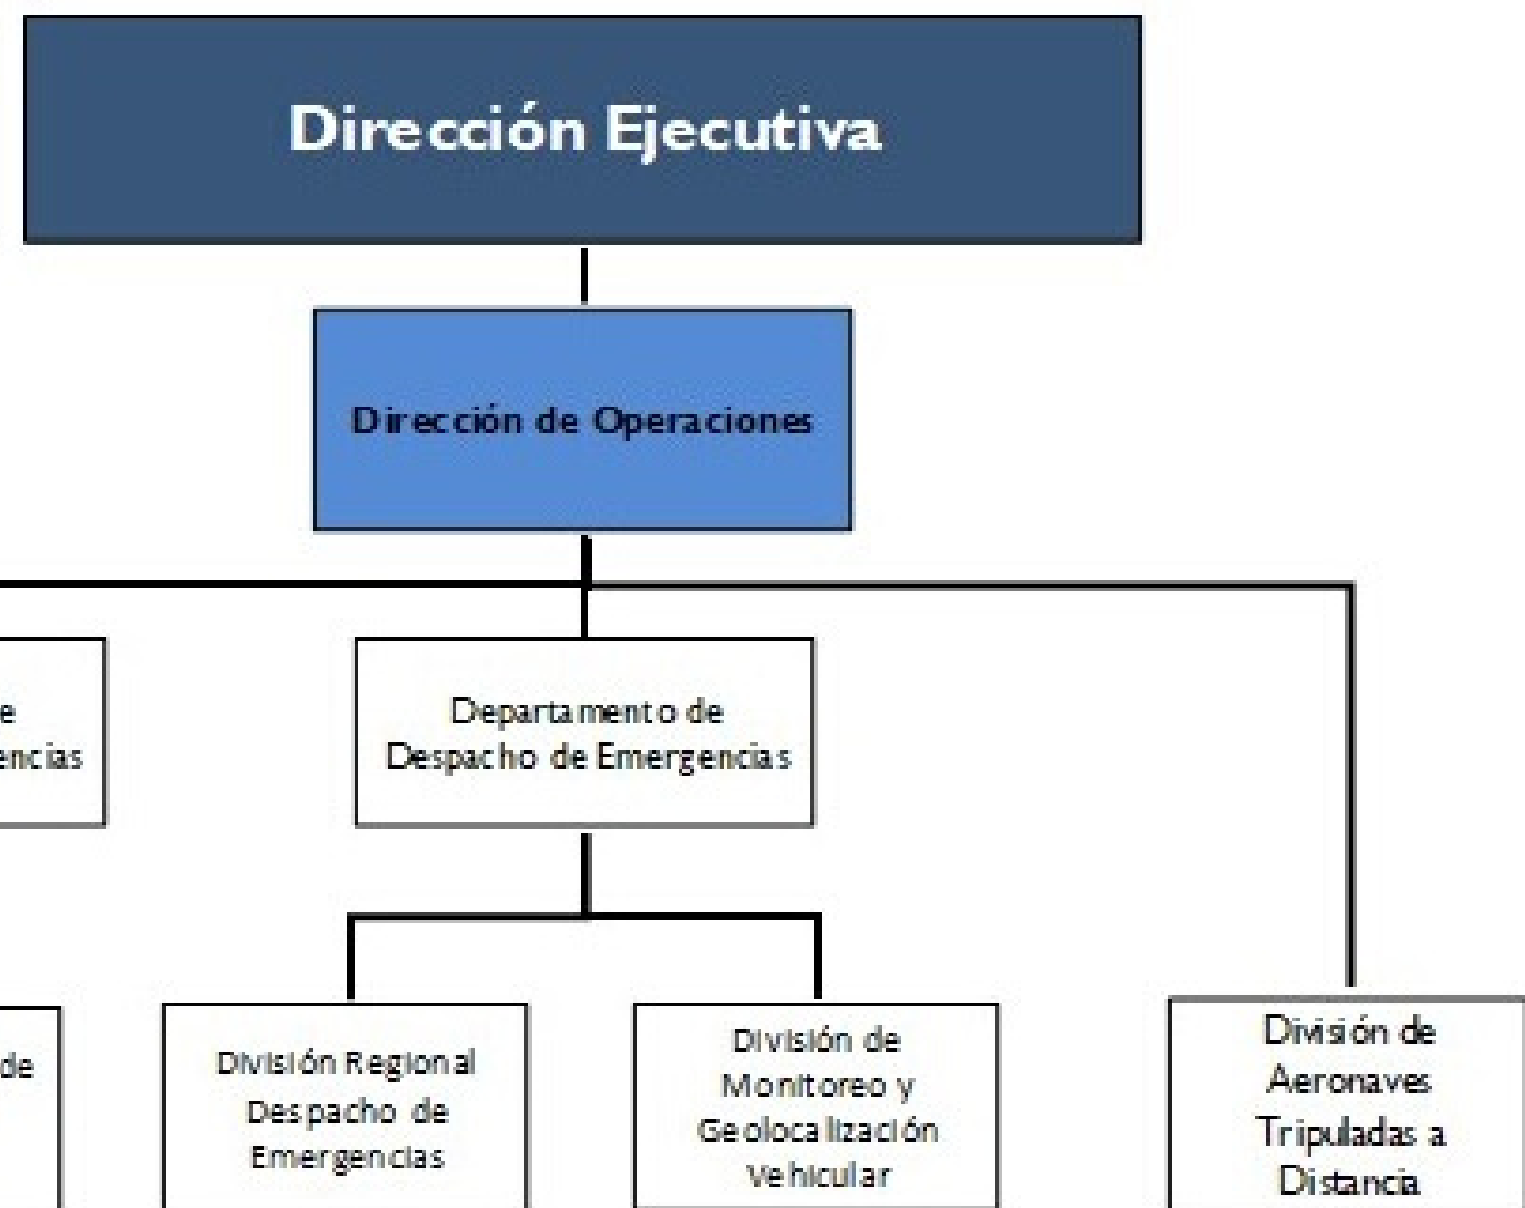 Dirección Ejecutiva
Dirección de Operaciones
Departamento de
Despacho de Emergencias
de
División Regional
Despacho de
Emergencias
División de
Monitoreo y
Geolocalización
Vehicular
División de
Aeronaves
Tripuladas a
Distancia